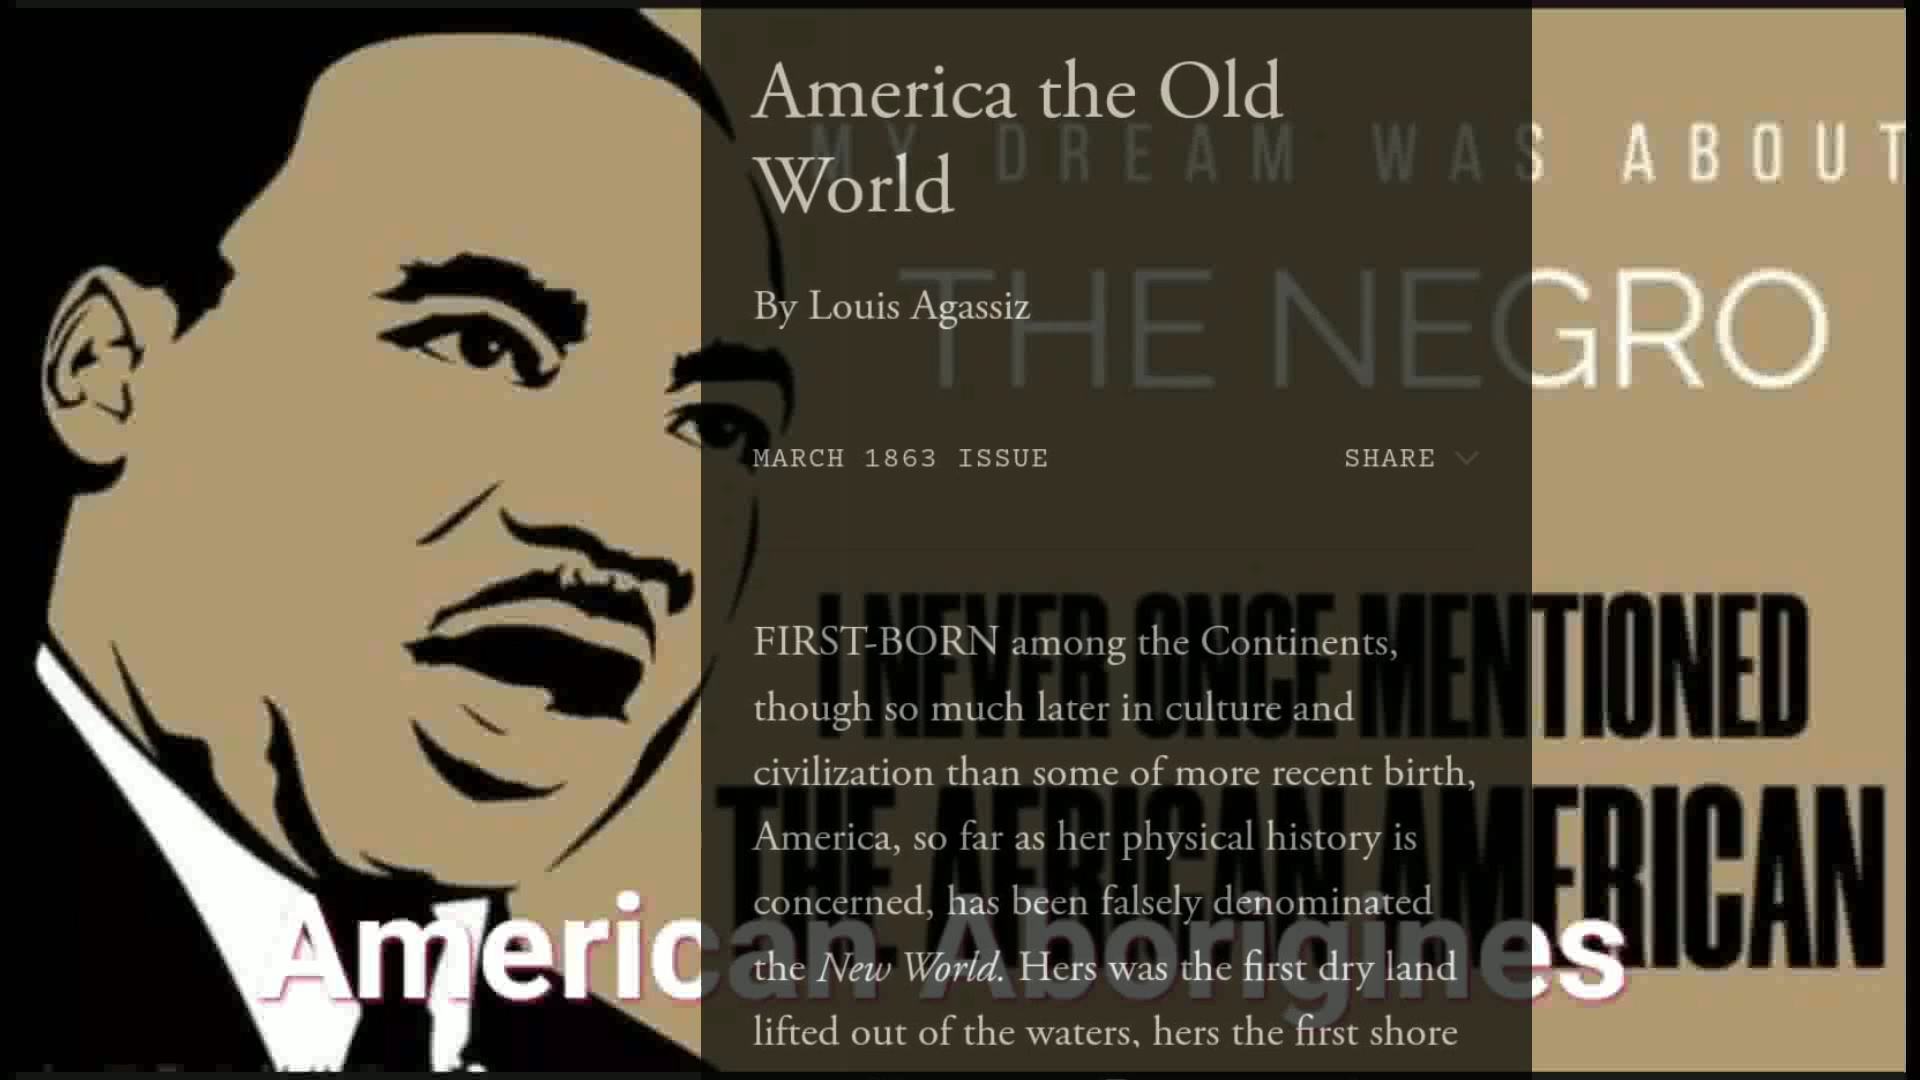 America the Old
World
By Louis Agassiz
MARCH 1863 ISSUE
SHARE
FIRST-BORN among the Continents,
though so much later in culture and
civilization than some of more recent birth,
America, so far as her physical history is
concerned, has been falsely denominated
the New World. Hers was the first dry land
lifted out of the waters, hers the first shore
MY DREAM WAS ABOUT
THE NEGRO
I NEVER ONCE MENTIONED
THE AFRICAN AMERICAN
American Aborigines